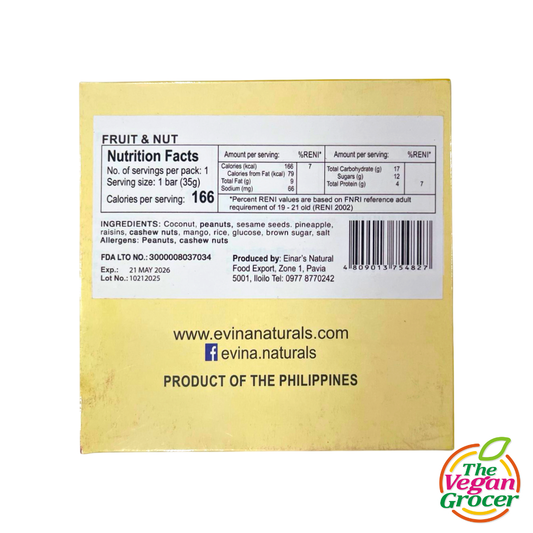 FRUIT & NUT
Nutrition Facts
No. of servings per pack: 1
Serving size: 1 bar (35g)
Calories per serving: 166
Amount per serving: %RENI*
Calories (kcal) 166 7
Calories from Fat (kcal) 79
Total Fat (g) 9
Sodium (mg) 66
Amount per serving: %RENI*
Total Carbohydrate (g) 17
Sugars (g) 12
Total Protein (g) 4 7
*Percent RENI values are based on FNRI reference adult
requirement of 19 - 21 old (RENI 2002)
INGREDIENTS: Coconut, peanuts, sesame seeds. pineapple,
raisins, cashew nuts, mango, rice, glucose, brown sugar, salt
Allergens: Peanuts, cashew nuts
FDA LTO NO.: 3000008037034
Exp.: 21 MAY 2026
Lot No.: 10212025
Produced by: Einar's Natural
Food Export, Zone 1, Pavia
5001, Iloilo Tel: 0977 8770242
4 809013 754827
www.evinanaturals.com
f evina.naturals
PRODUCT OF THE PHILIPPINES
The
Vegan
Grocer